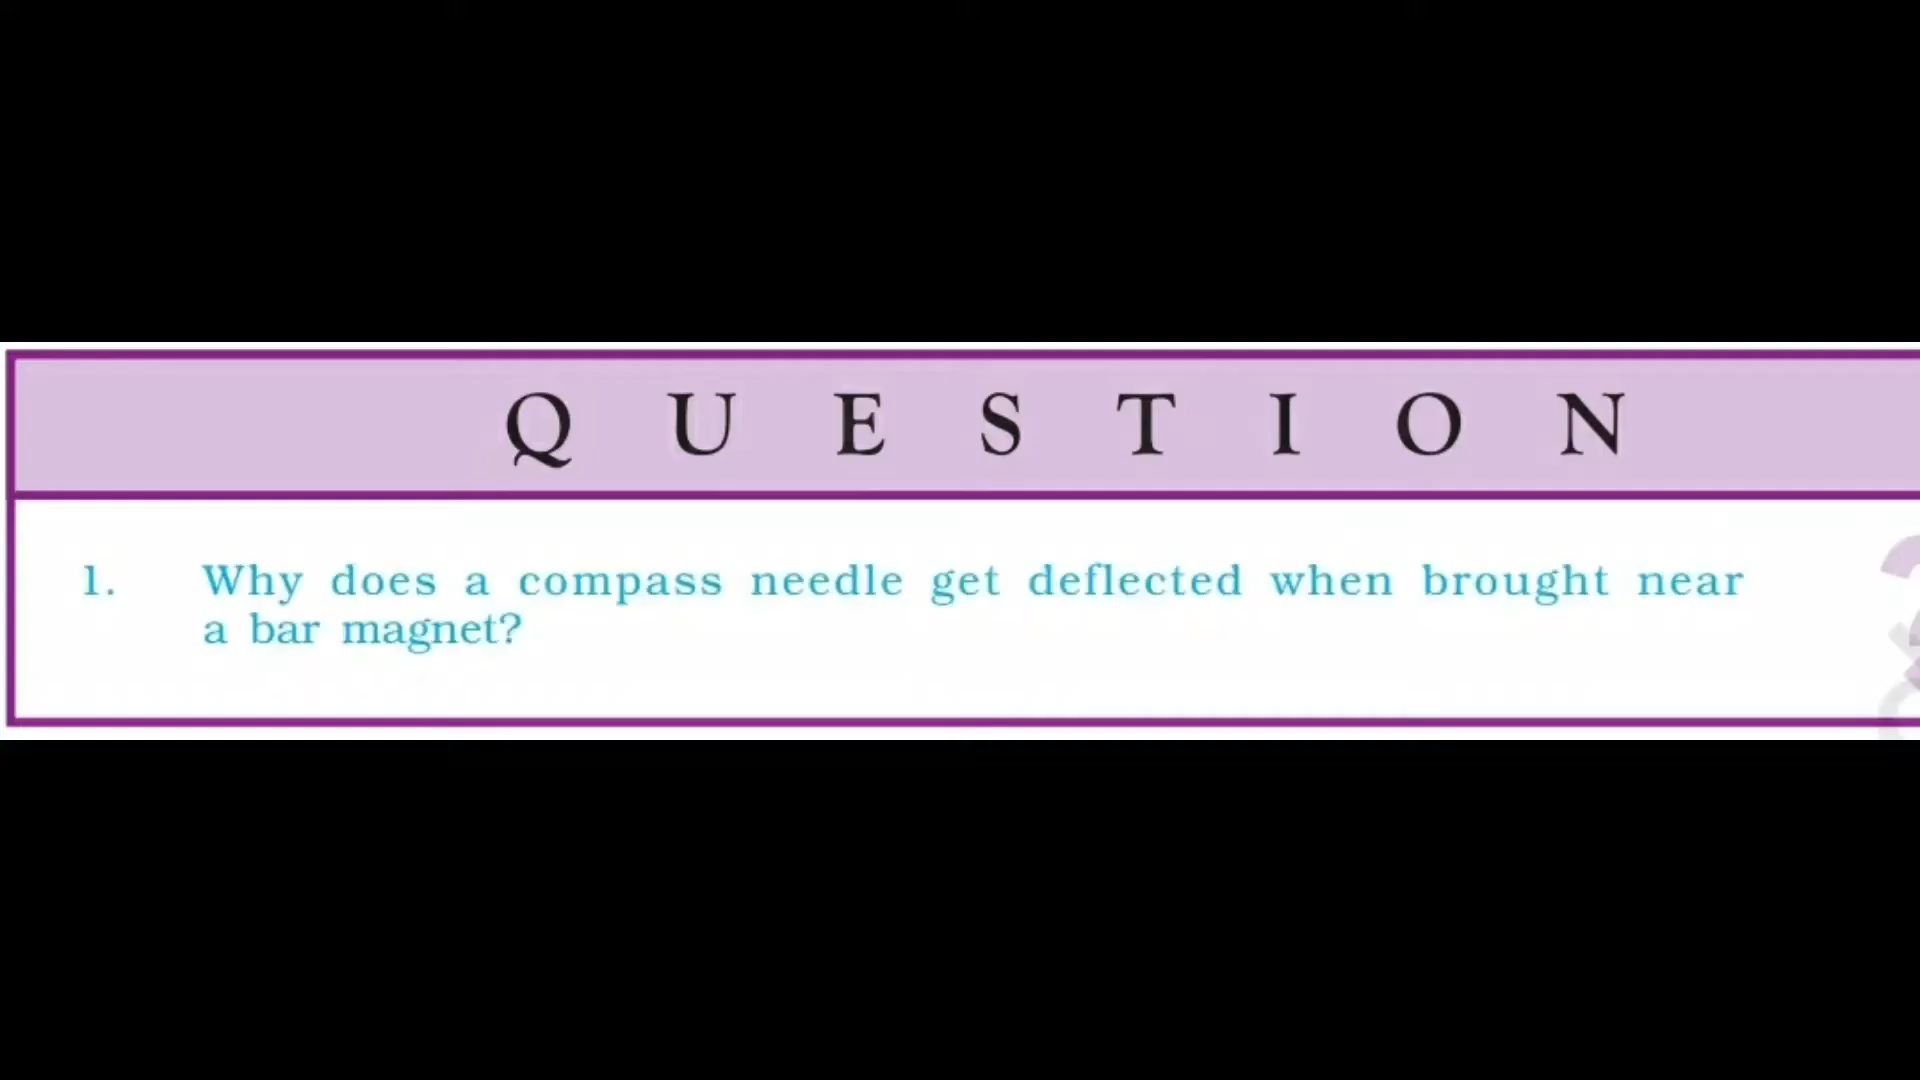 QUESTION
1. Why does a compass needle get deflected when brought near
a bar magnet?